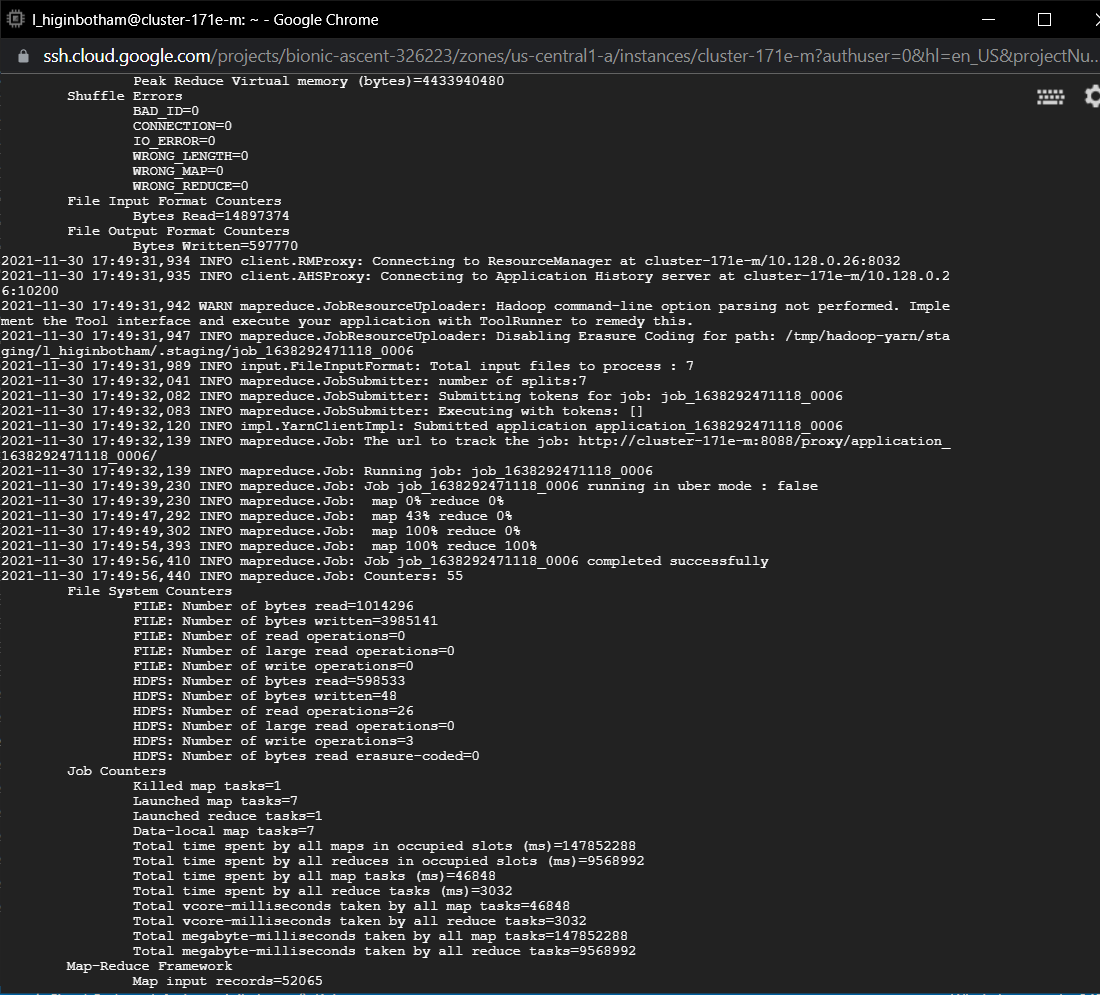 l_higinbotham@cluster-171e-m: ~ - Google Chrome
ssh.cloud.google.com/projects/bionic-ascent-326223/zones/us-central1-a/instances/cluster-171e-m?authuser=0&hl=en_US&projectNu...
Peak Reduce Virtual memory (bytes)=4433940480
Shuffle Errors
BAD_ID=0
CONNECTION=0
IO_ERROR=0
WRONG_LENGTH=0
WRONG_MAP=0
WRONG_REDUCE=0
File Input Format Counters
Bytes Read=14897374
File Output Format Counters
Bytes Written=597770
2021-11-30 17:49:31,934 INFO client.RMProxy: Connecting to ResourceManager at cluster-171e-m/10.128.0.26:8032
2021-11-30 17:49:31,935 INFO client.AHSProxy: Connecting to Application History server at cluster-171e-m/10.128.0.2
6:10200
2021-11-30 17:49:31,942 WARN mapreduce.JobResourceUploader: Hadoop command-line option parsing not performed. Imple
ment the Tool interface and execute your application with ToolRunner to remedy this.
2021-11-30 17:49:31,947 INFO mapreduce.JobResourceUploader: Disabling Erasure Coding for path: /tmp/hadoop-yarn/sta
ging/l_higinbotham/.staging/job_1638292471118_0006
2021-11-30 17:49:31,989 INFO input.FileInputFormat: Total input files to process : 7
2021-11-30 17:49:32,041 INFO mapreduce.JobSubmitter: number of splits:7
2021-11-30 17:49:32,082 INFO mapreduce.JobSubmitter: Submitting tokens for job: job_1638292471118_0006
2021-11-30 17:49:32,083 INFO mapreduce.JobSubmitter: Executing with tokens: []
2021-11-30 17:49:32,120 INFO impl.YarnClientImpl: Submitted application application_1638292471118_0006
2021-11-30 17:49:32,139 INFO mapreduce.Job: The url to track the job: http://cluster-171e-m:8088/proxy/application_
1638292471118_0006/
2021-11-30 17:49:32,139 INFO mapreduce.Job: Running job: job_1638292471118_0006
2021-11-30 17:49:39,230 INFO mapreduce.Job: Job job_1638292471118_0006 running in uber mode : false
2021-11-30 17:49:39,230 INFO mapreduce.Job:  map 0% reduce 0%
2021-11-30 17:49:47,292 INFO mapreduce.Job:  map 43% reduce 0%
2021-11-30 17:49:49,302 INFO mapreduce.Job:  map 100% reduce 0%
2021-11-30 17:49:54,393 INFO mapreduce.Job:  map 100% reduce 100%
2021-11-30 17:49:56,410 INFO mapreduce.Job: Job job_1638292471118_0006 completed successfully
2021-11-30 17:49:56,440 INFO mapreduce.Job: Counters: 55
File System Counters
FILE: Number of bytes read=1014296
FILE: Number of bytes written=3985141
FILE: Number of read operations=0
FILE: Number of large read operations=0
FILE: Number of write operations=0
HDFS: Number of bytes read=598533
HDFS: Number of bytes written=48
HDFS: Number of read operations=26
HDFS: Number of large read operations=0
HDFS: Number of write operations=3
HDFS: Number of bytes read erasure-coded=0
Job Counters
Killed map tasks=1
Launched map tasks=7
Launched reduce tasks=1
Data-local map tasks=7
Total time spent by all maps in occupied slots (ms)=147852288
Total time spent by all reduces in occupied slots (ms)=9568992
Total time spent by all map tasks (ms)=46848
Total time spent by all reduce tasks (ms)=3032
Total vcore-milliseconds taken by all map tasks=46848
Total vcore-milliseconds taken by all reduce tasks=3032
Total megabyte-milliseconds taken by all map tasks=147852288
Total megabyte-milliseconds taken by all reduce tasks=9568992
Map-Reduce Framework
Map input records=52065